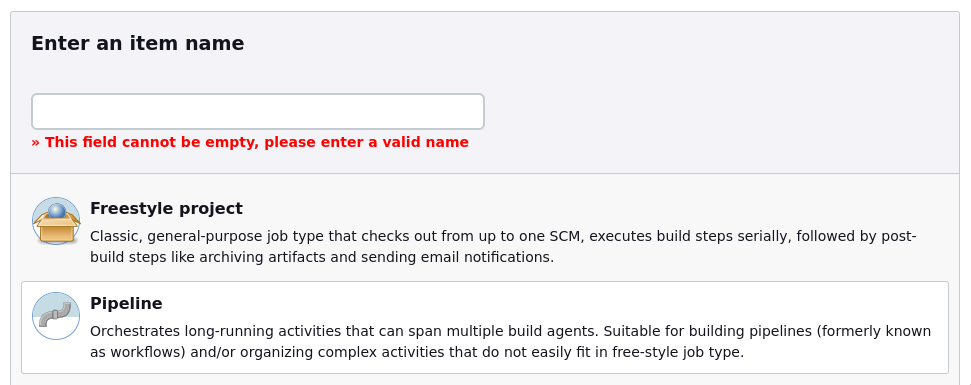 Enter an item name
» This field cannot be empty, please enter a valid name
Freestyle project
Classic, general-purpose job type that checks out from up to one SCM, executes build steps serially, followed by post-
build steps like archiving artifacts and sending email notifications.
Pipeline
Orchestrates long-running activities that can span multiple build agents. Suitable for building pipelines (formerly known
as workflows) and/or organizing complex activities that do not easily fit in free-style job type.